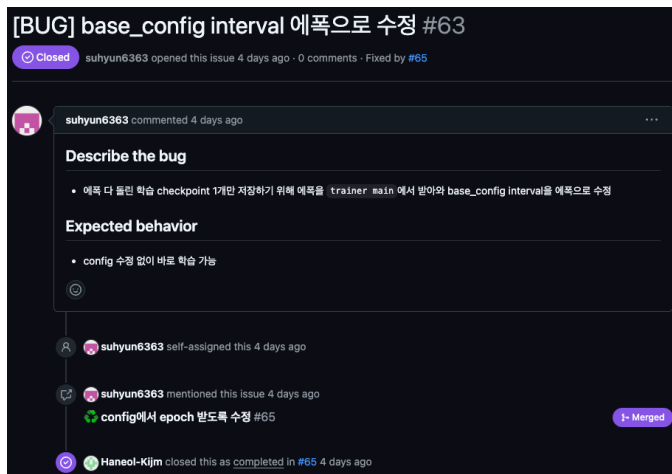 [BUG] base_config interval 에폭으로 수정 #63
Closed suhyun6363 opened this issue 4 days ago · 0 comments · Fixed by #65
suhyun6363 commented 4 days ago ...
Describe the bug
• 에폭 다 돌린 학습 checkpoint 1개만 저장하기 위해 에폭을 trainer main 에서 받아와 base_config interval을 에폭으로 수정
Expected behavior
• config 수정 없이 바로 학습 가능
suhyun6363 self-assigned this 4 days ago
suhyun6363 mentioned this issue 4 days ago
♻️ config에서 epoch 받도록 수정 #65
Merged
Haneol-Kijm closed this as completed in #65 4 days ago